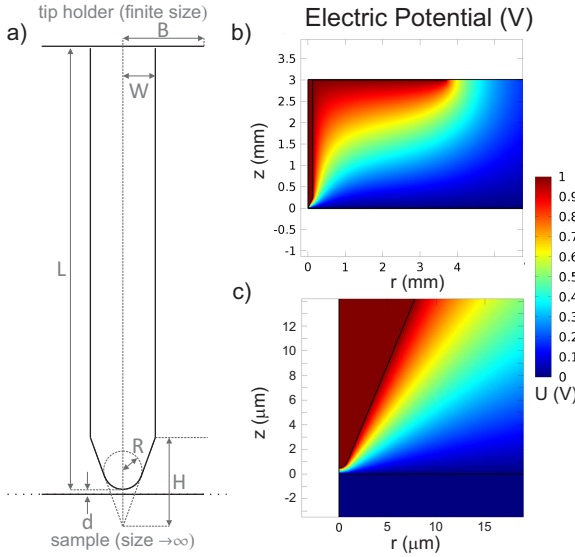 tip holder (finite size)
a)
B
W
L
R
H
d
sample (size →∞)
Electric Potential (V)
b)
3.5
3
2.5
2
1.5
1
0.5
0
-0.5
-1
z (mm)
0
1
2
3
4
r (mm)
c)
12
10
8
6
4
2
0
-2
z (μm)
0
5
10
15
r (μm)
1
0.9
0.8
0.7
0.6
0.5
0.4
0.3
0.2
0.1
0
U (V)